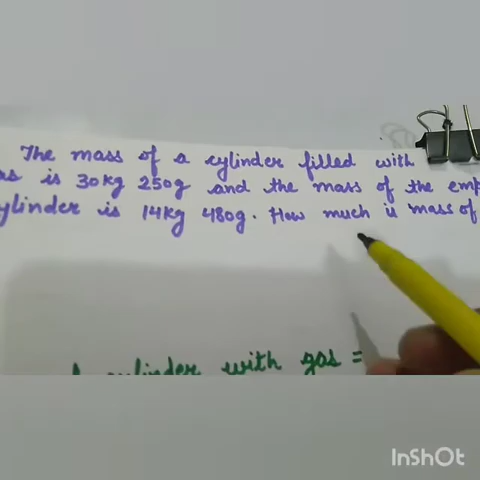 The mass of a cylinder filled with
is 30kg 250g and the mass of the
is 14kg 480g. How much is mass of
cylinder with gas =
InShOt